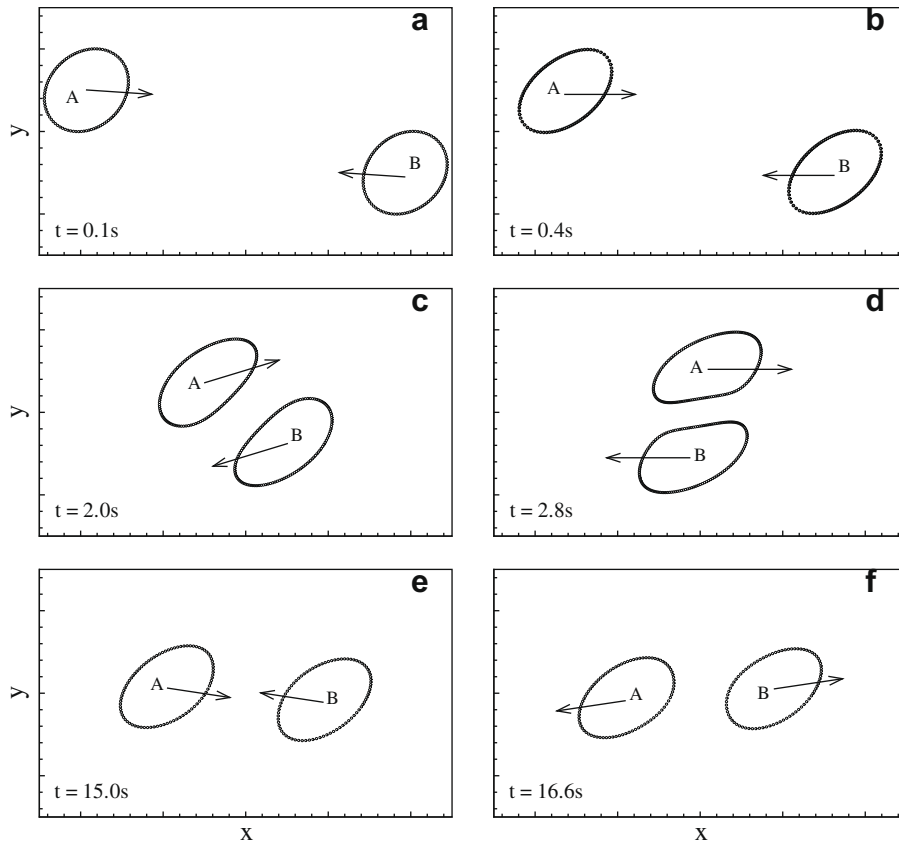 a
b
y
A
B
t = 0.1s
A
B
t = 0.4s
c
d
y
A
B
t = 2.0s
A
B
t = 2.8s
e
f
y
A
B
t = 15.0s
A
B
t = 16.6s
x
x